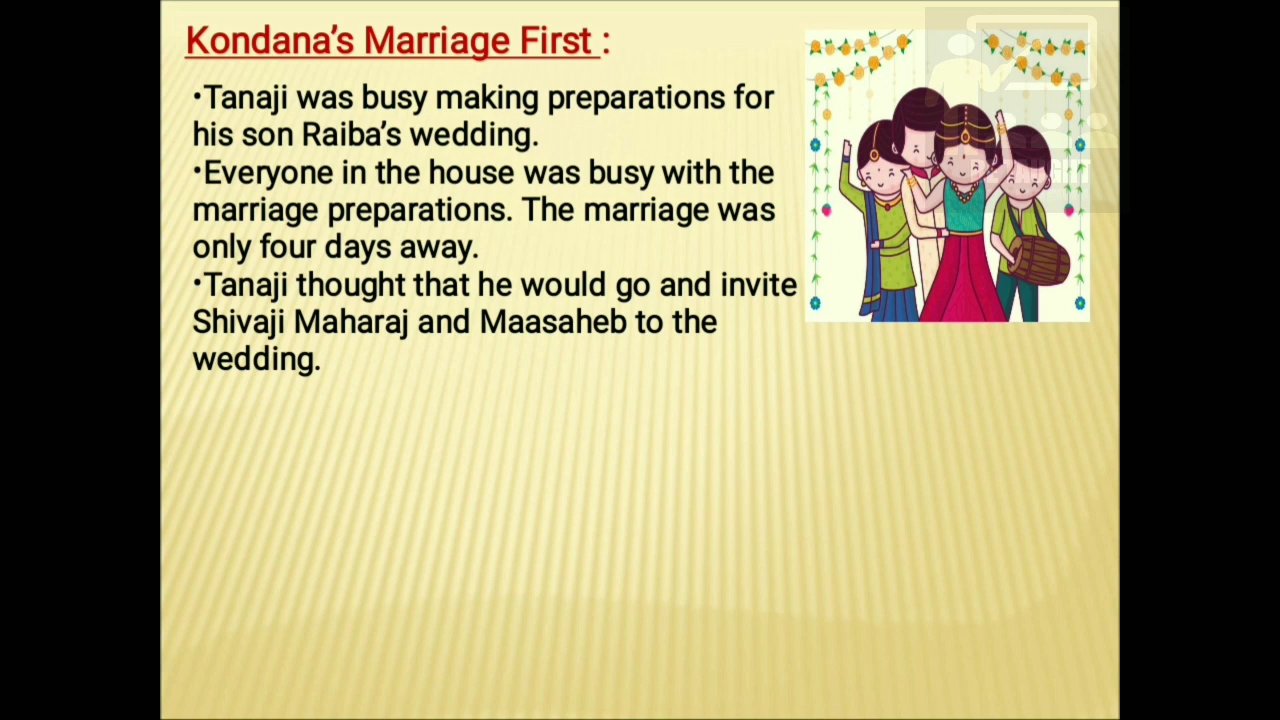 Kondana's Marriage First :
•Tanaji was busy making preparations for
his son Raiba's wedding.
•Everyone in the house was busy with the
marriage preparations. The marriage was
only four days away.
•Tanaji thought that he would go and invite
Shivaji Maharaj and Maasaheb to the
wedding.